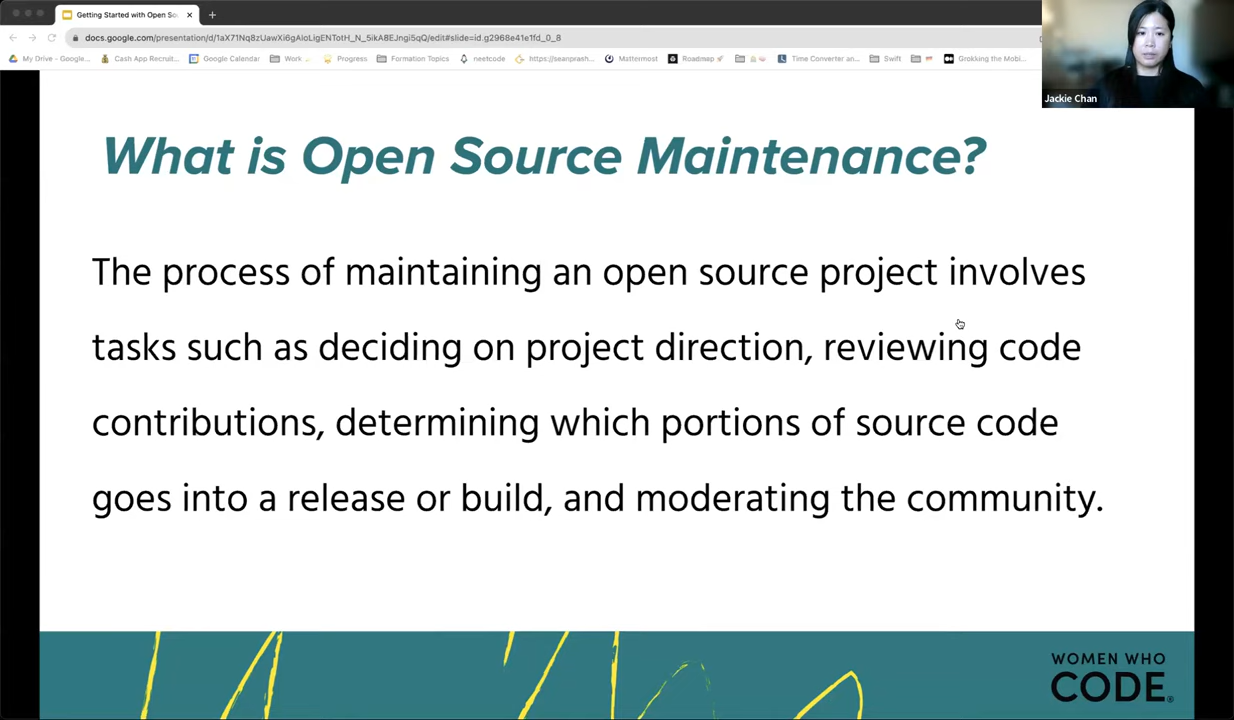 Getting Started with Open So
docs.google.com/presentation/d/1aX71Nq8zUawXi6gAloLigENTotH_N_5ikA8EJngi5qQ/edit#slide=id.g2968e41e1fd_0_8
My Drive - Google...
Cash App Recruit...
Google Calendar
Work
Progress
Formation Topics
neetcode
https://seanprash...
Mattermost
Roadmap
Time Converter an...
Swift
Grokking the Mobi...
Jackie Chan
What is Open Source Maintenance?
The process of maintaining an open source project involves
tasks such as deciding on project direction, reviewing code
contributions, determining which portions of source code
goes into a release or build, and moderating the community.
WOMEN WHO
CODE®